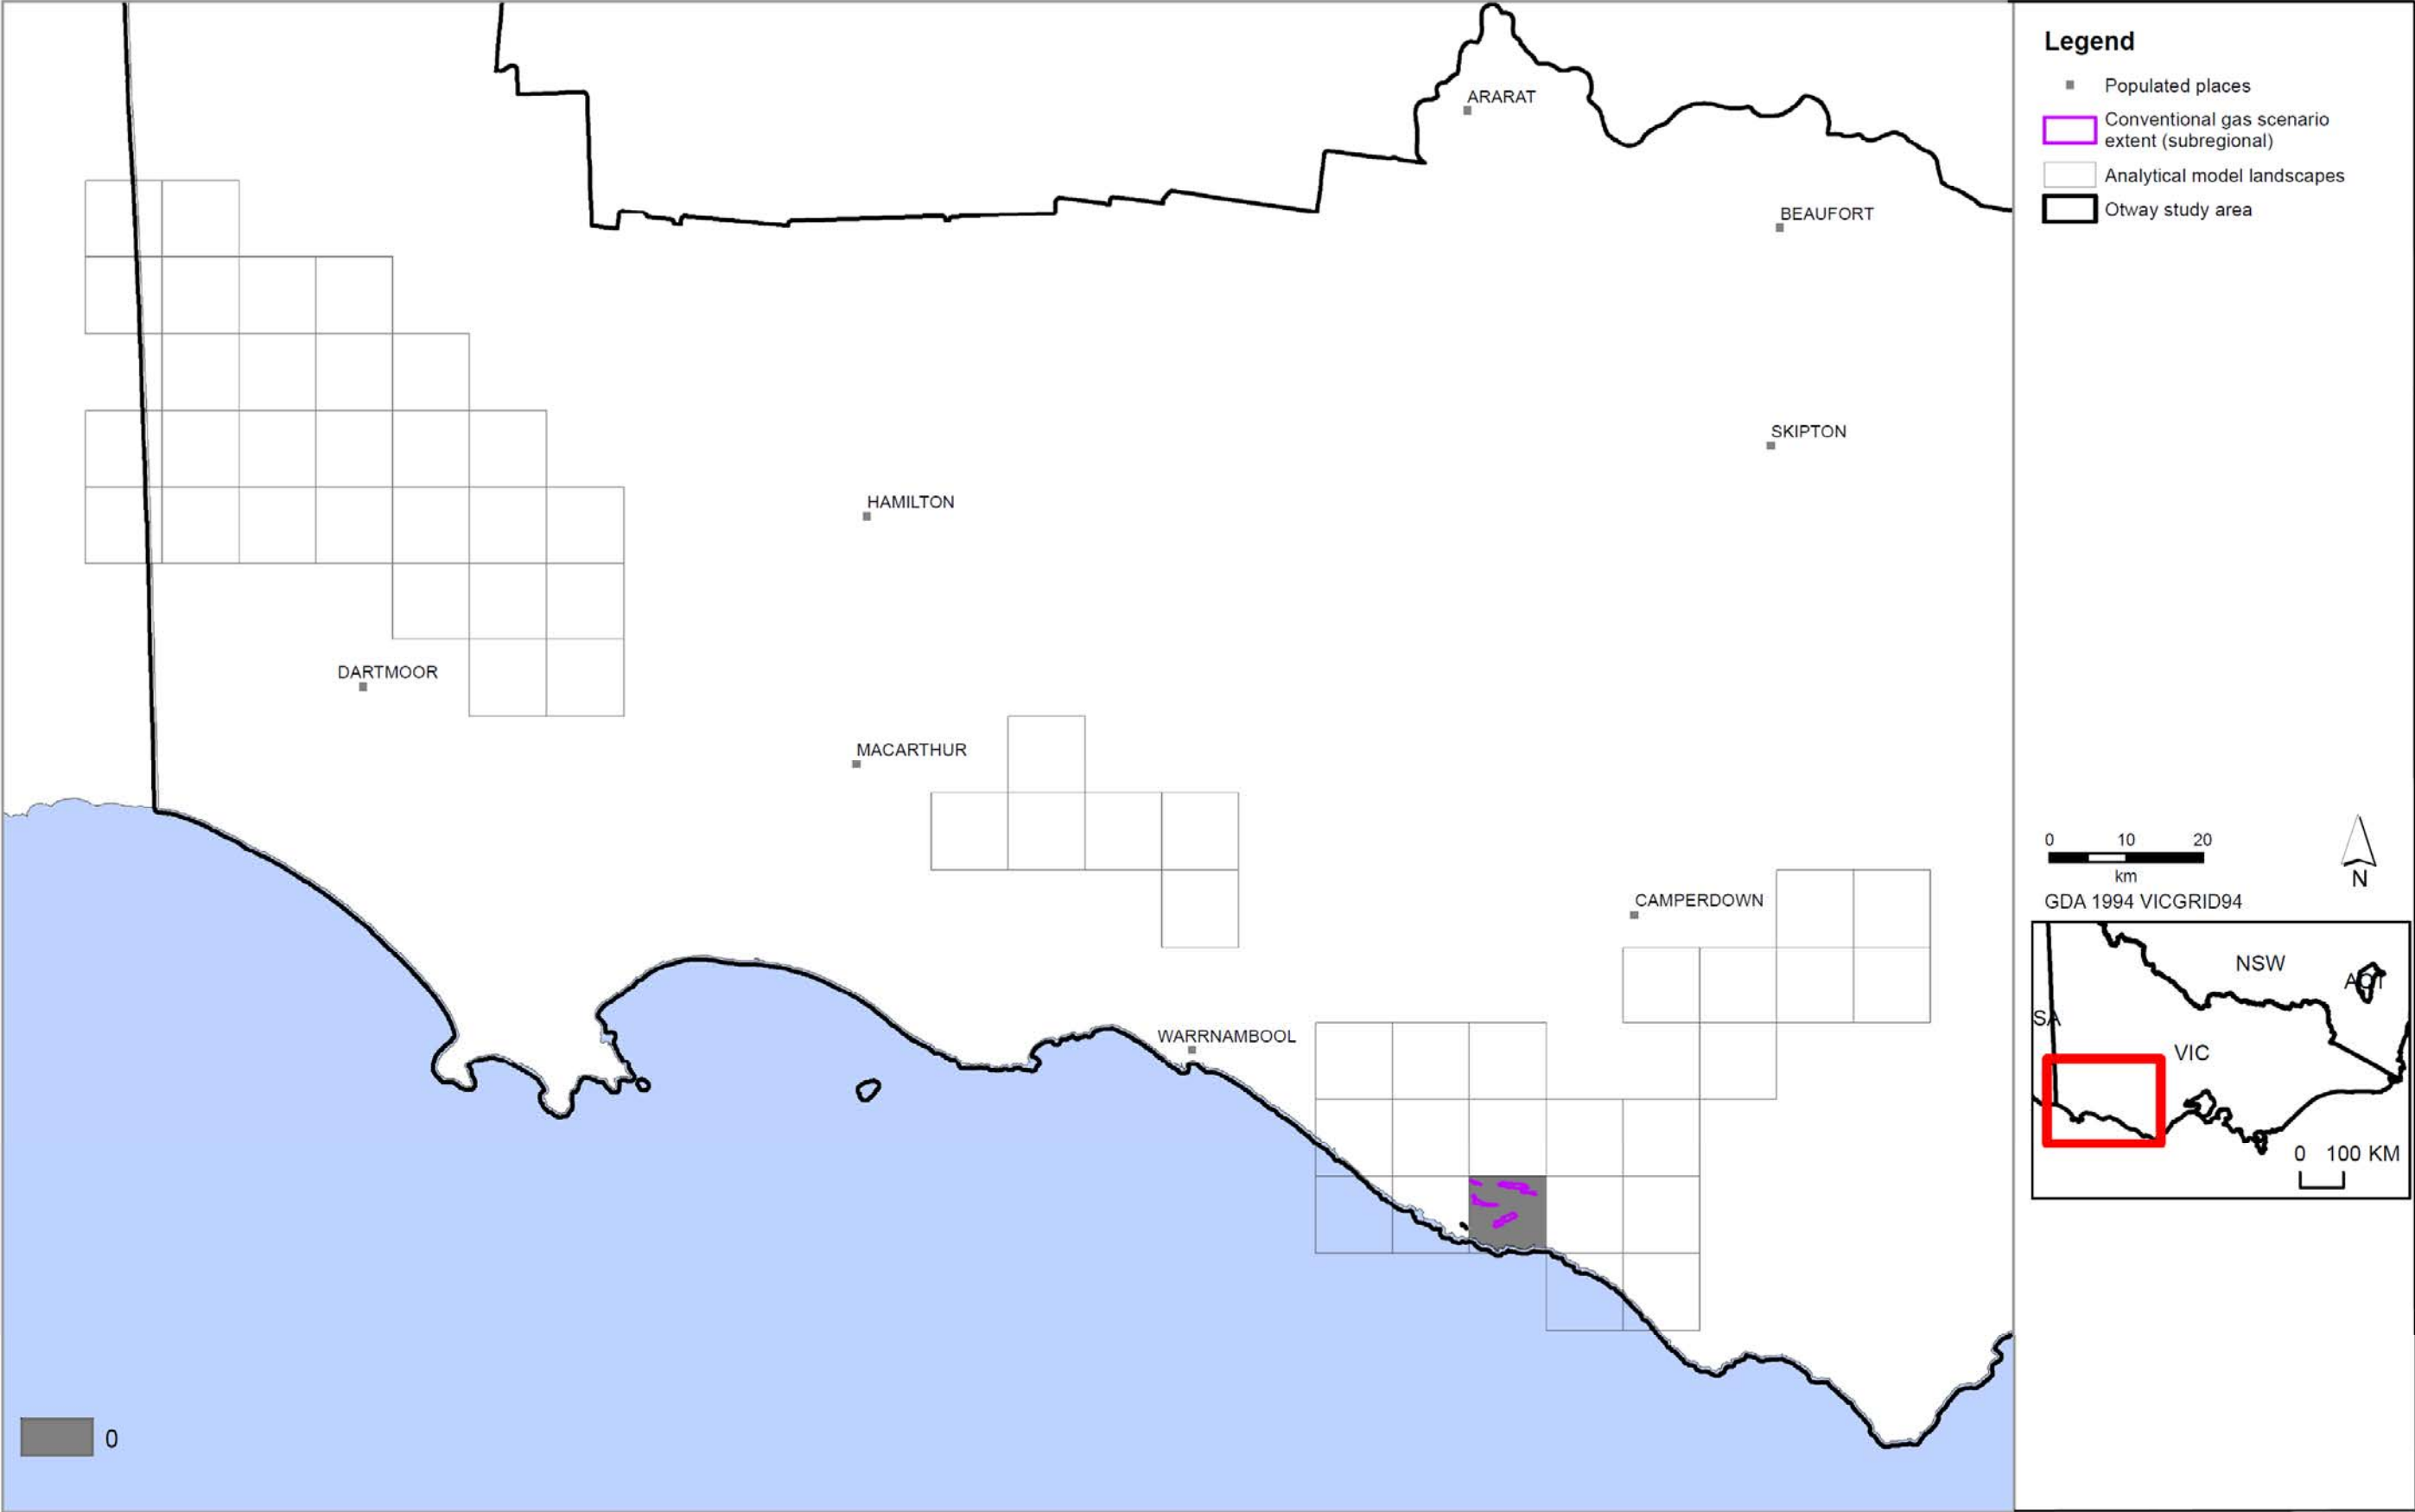 ARARAT
BEAUFORT
SKIPTON
HAMILTON
DARTMOOR
MACARTHUR
CAMPERDOWN
WARRNAMBOOL
0
Legend
Populated places
Conventional gas scenario
extent (subregional)
Analytical model landscapes
Otway study area
0 10 20
km
N
GDA 1994 VICGRID94
NSW
ACT
SA
VIC
0 100 KM